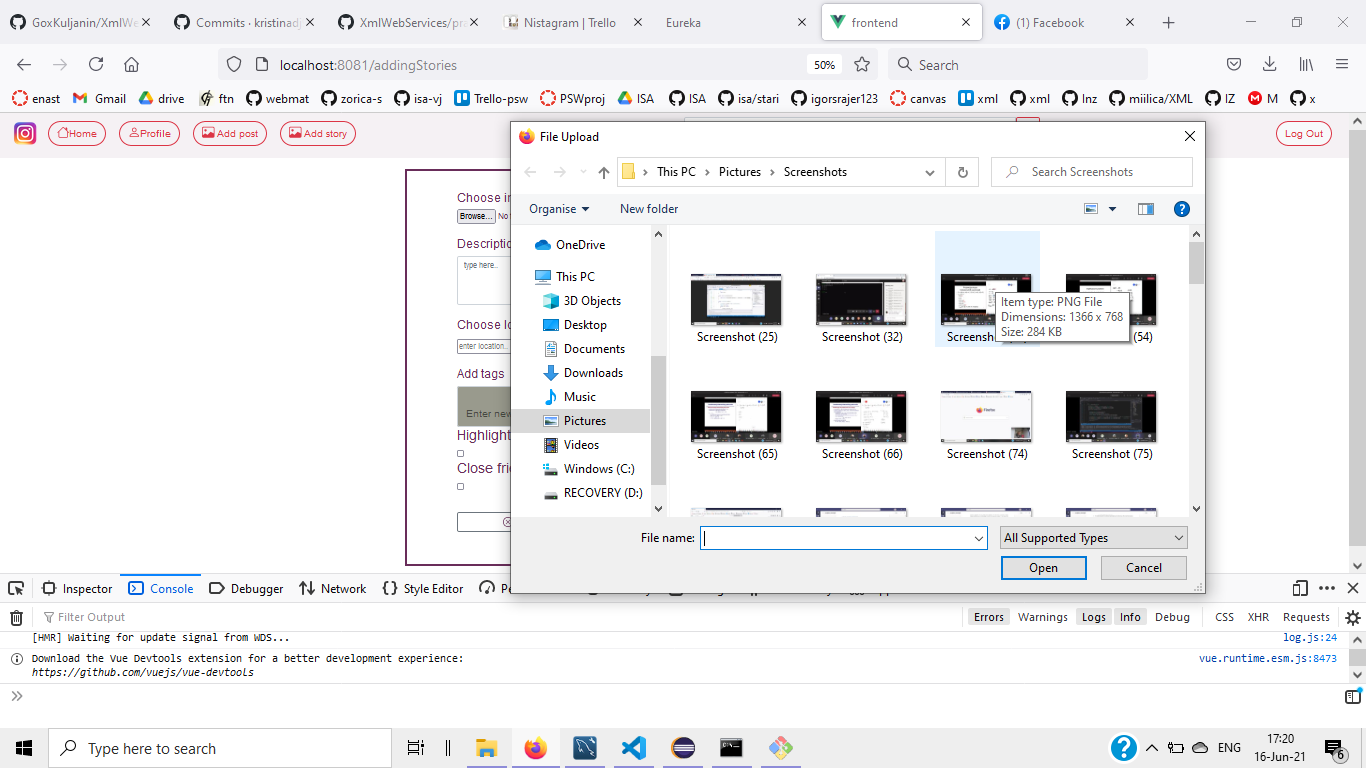 GoxKuljanin/XmlWe
Commits · kristinadj
XmlWebServices/pra
Nistagram | Trello
Eureka
frontend
(1) Facebook
localhost:8081/addingStories
50%
Search
enast
Gmail
drive
ftn
webmat
zorica-s
isa-vj
Trello-psw
PSWproj
ISA
ISA
isa/stari
igorsrajer123
canvas
xml
xml
Inz
miilica/XML
IZ
M
x
Home
Profile
Add post
Add story
Log Out
File Upload
This PC
Pictures
Screenshots
Search Screenshots
Organise
New folder
Choose im
Browse...
No
Description
type here..
Choose lo
enter location..
Add tags
Enter new
Highlight
Close frie
OneDrive
This PC
3D Objects
Desktop
Documents
Downloads
Music
Pictures
Videos
Windows (C:)
RECOVERY (D:)
Screenshot (25)
Screenshot (32)
Screensh
(54)
Item type: PNG File
Dimensions: 1366 x 768
Size: 284 KB
Screenshot (65)
Screenshot (66)
Screenshot (74)
Screenshot (75)
File name:
All Supported Types
Open
Cancel
Inspector
Console
Debugger
Network
Style Editor
Filter Output
Errors
Warnings
Logs
Info
Debug
CSS
XHR
Requests
[HMR] Waiting for update signal from WDS...
log.js:24
Download the Vue Devtools extension for a better development experience:
vue.runtime.esm.js:8473
https://github.com/vuejs/vue-devtools
Type here to search
ENG
17:20
16-Jun-21
6